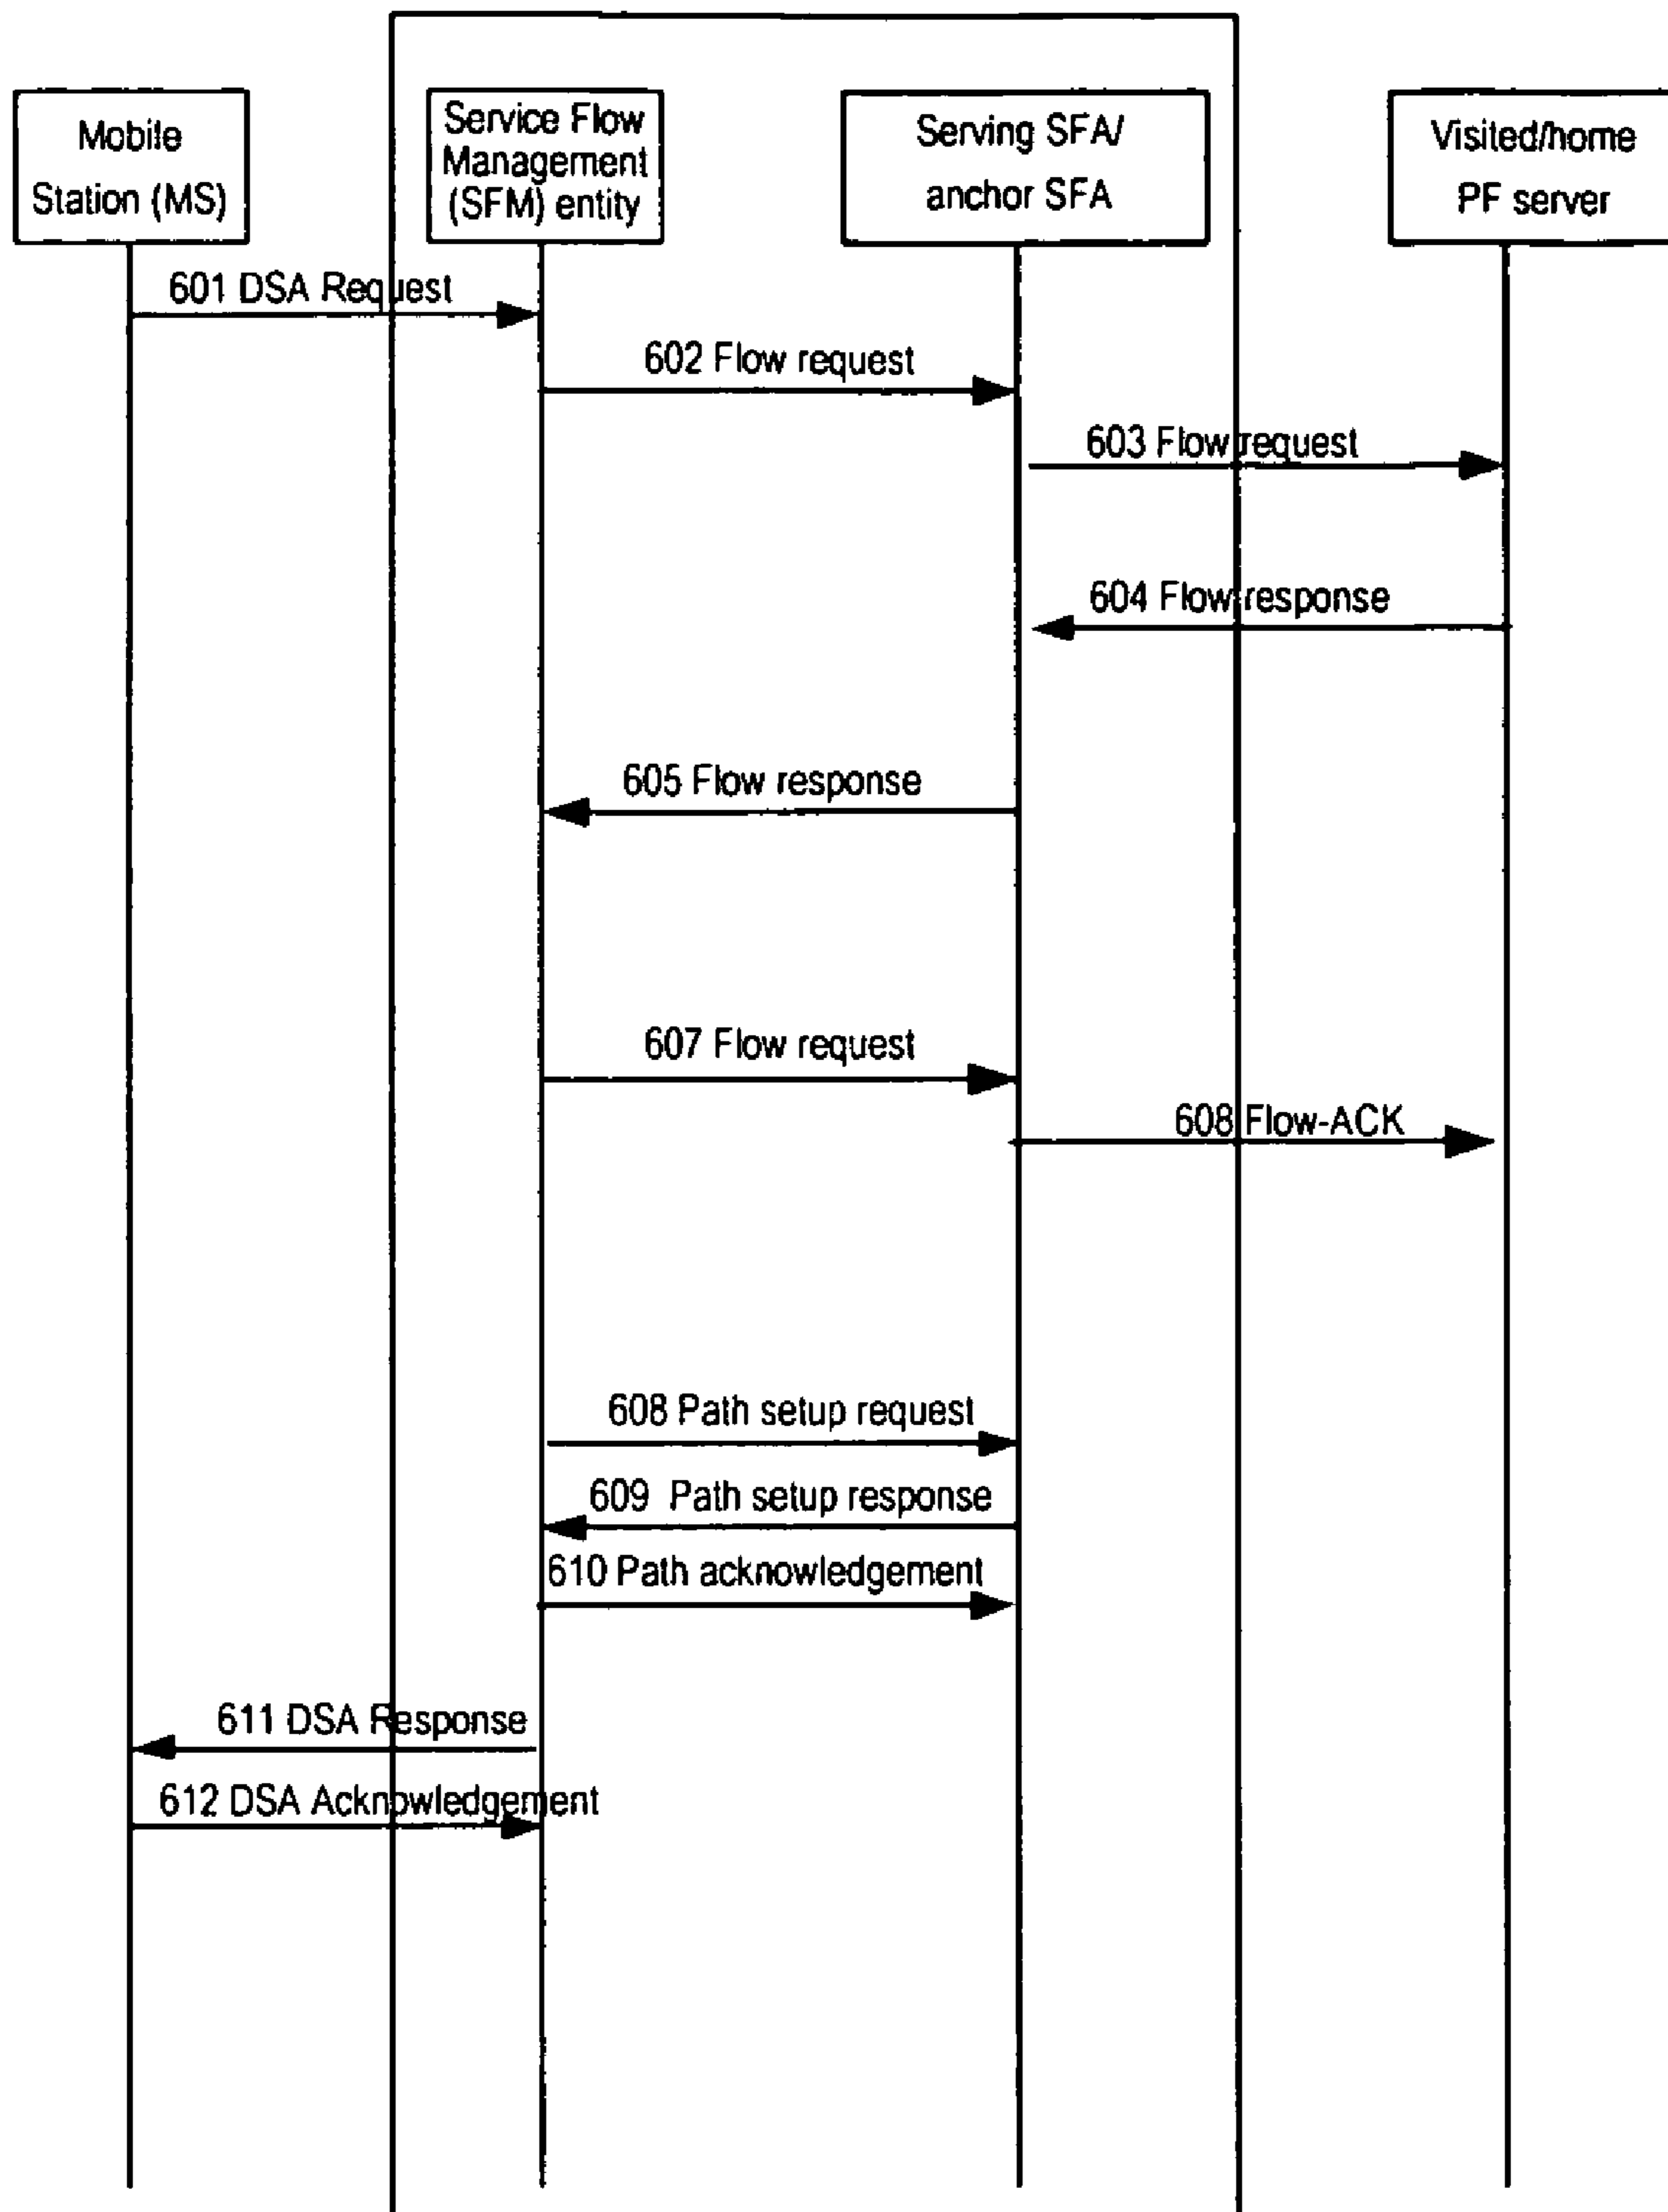 Mobile
Station (MS)
Service Flow
Management
(SFM) entity
Serving SFA/
anchor SFA
Visited/home
PF server
601 DSA Request
602 Flow request
603 Flow request
604 Flow response
605 Flow response
607 Flow request
608 Flow-ACK
608 Path setup request
609 Path setup response
610 Path acknowledgement
611 DSA Response
612 DSA Acknowledgement